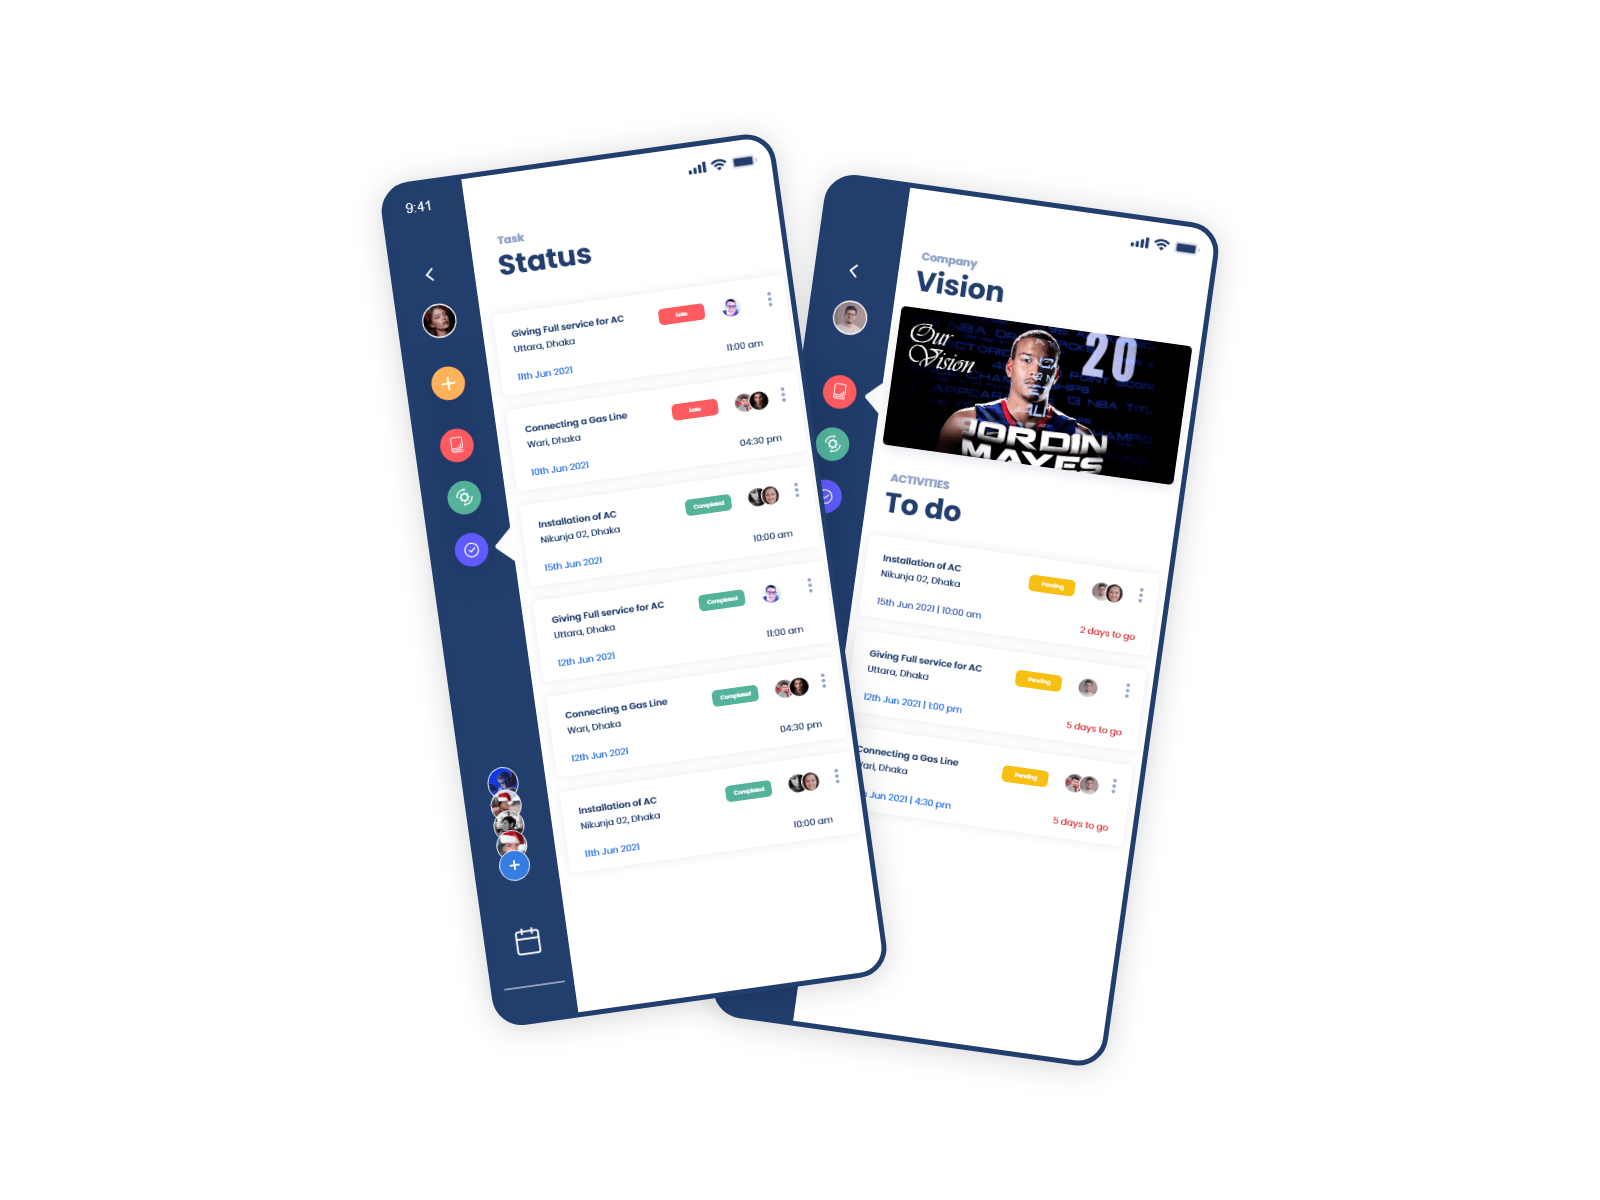 9:41
Task
Status
Giving Full service for AC
Late
Uttara, Dhaka
11:00 am
11th Jun 2021
Connecting a Gas Line
Late
Wari, Dhaka
04:30 pm
10th Jun 2021
Installation of AC
Completed
Nikunja 02, Dhaka
10:00 am
15th Jun 2021
Giving Full service for AC
Completed
Uttara, Dhaka
11:00 am
12th Jun 2021
Connecting a Gas Line
Completed
Wari, Dhaka
04:30 pm
12th Jun 2021
Installation of AC
Completed
Nikunja 02, Dhaka
10:00 am
11th Jun 2021
Company
Vision
Our
Vision
20
JORDIN
MAYES
ACTIVITIES
To do
Installation of AC
Pending
Nikunja 02, Dhaka
15th Jun 2021 | 10:00 am
2 days to go
Giving Full service for AC
Pending
Uttara, Dhaka
12th Jun 2021 | 1:00 pm
5 days to go
Connecting a Gas Line
Pending
Wari, Dhaka
Jun 2021 | 4:30 pm
5 days to go